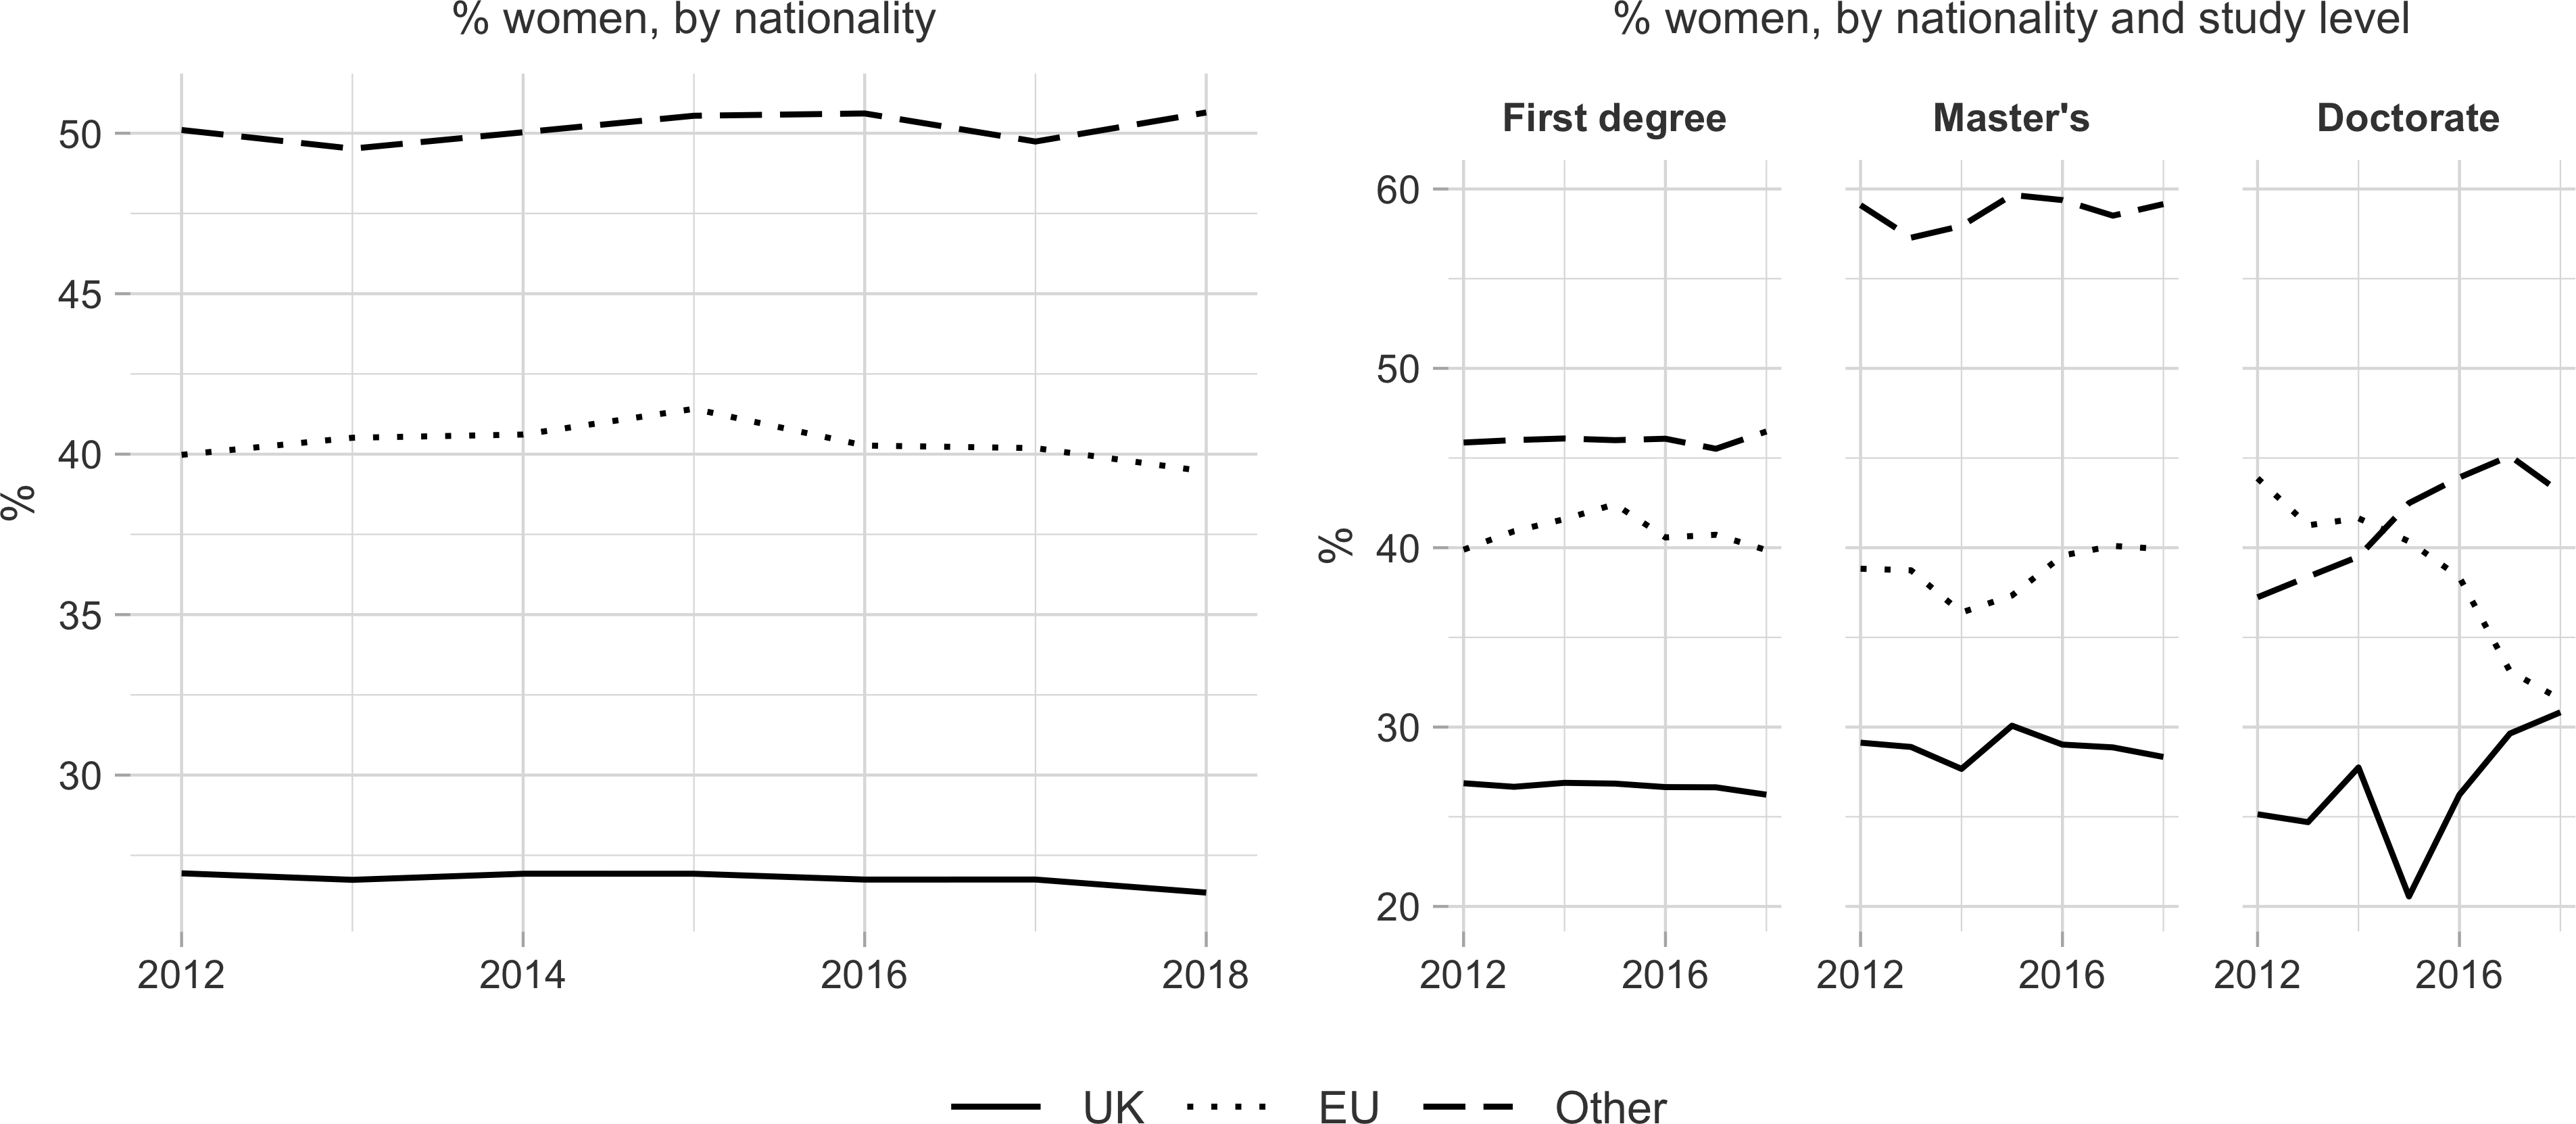 % women, by nationality
% women, by nationality and study level
First degree Master's Doctorate
%
50
45
40
35
30
2012 2014 2016 2018
%
60
50
40
30
20
2012 2016 2012 2016 2012 2016
UK EU Other